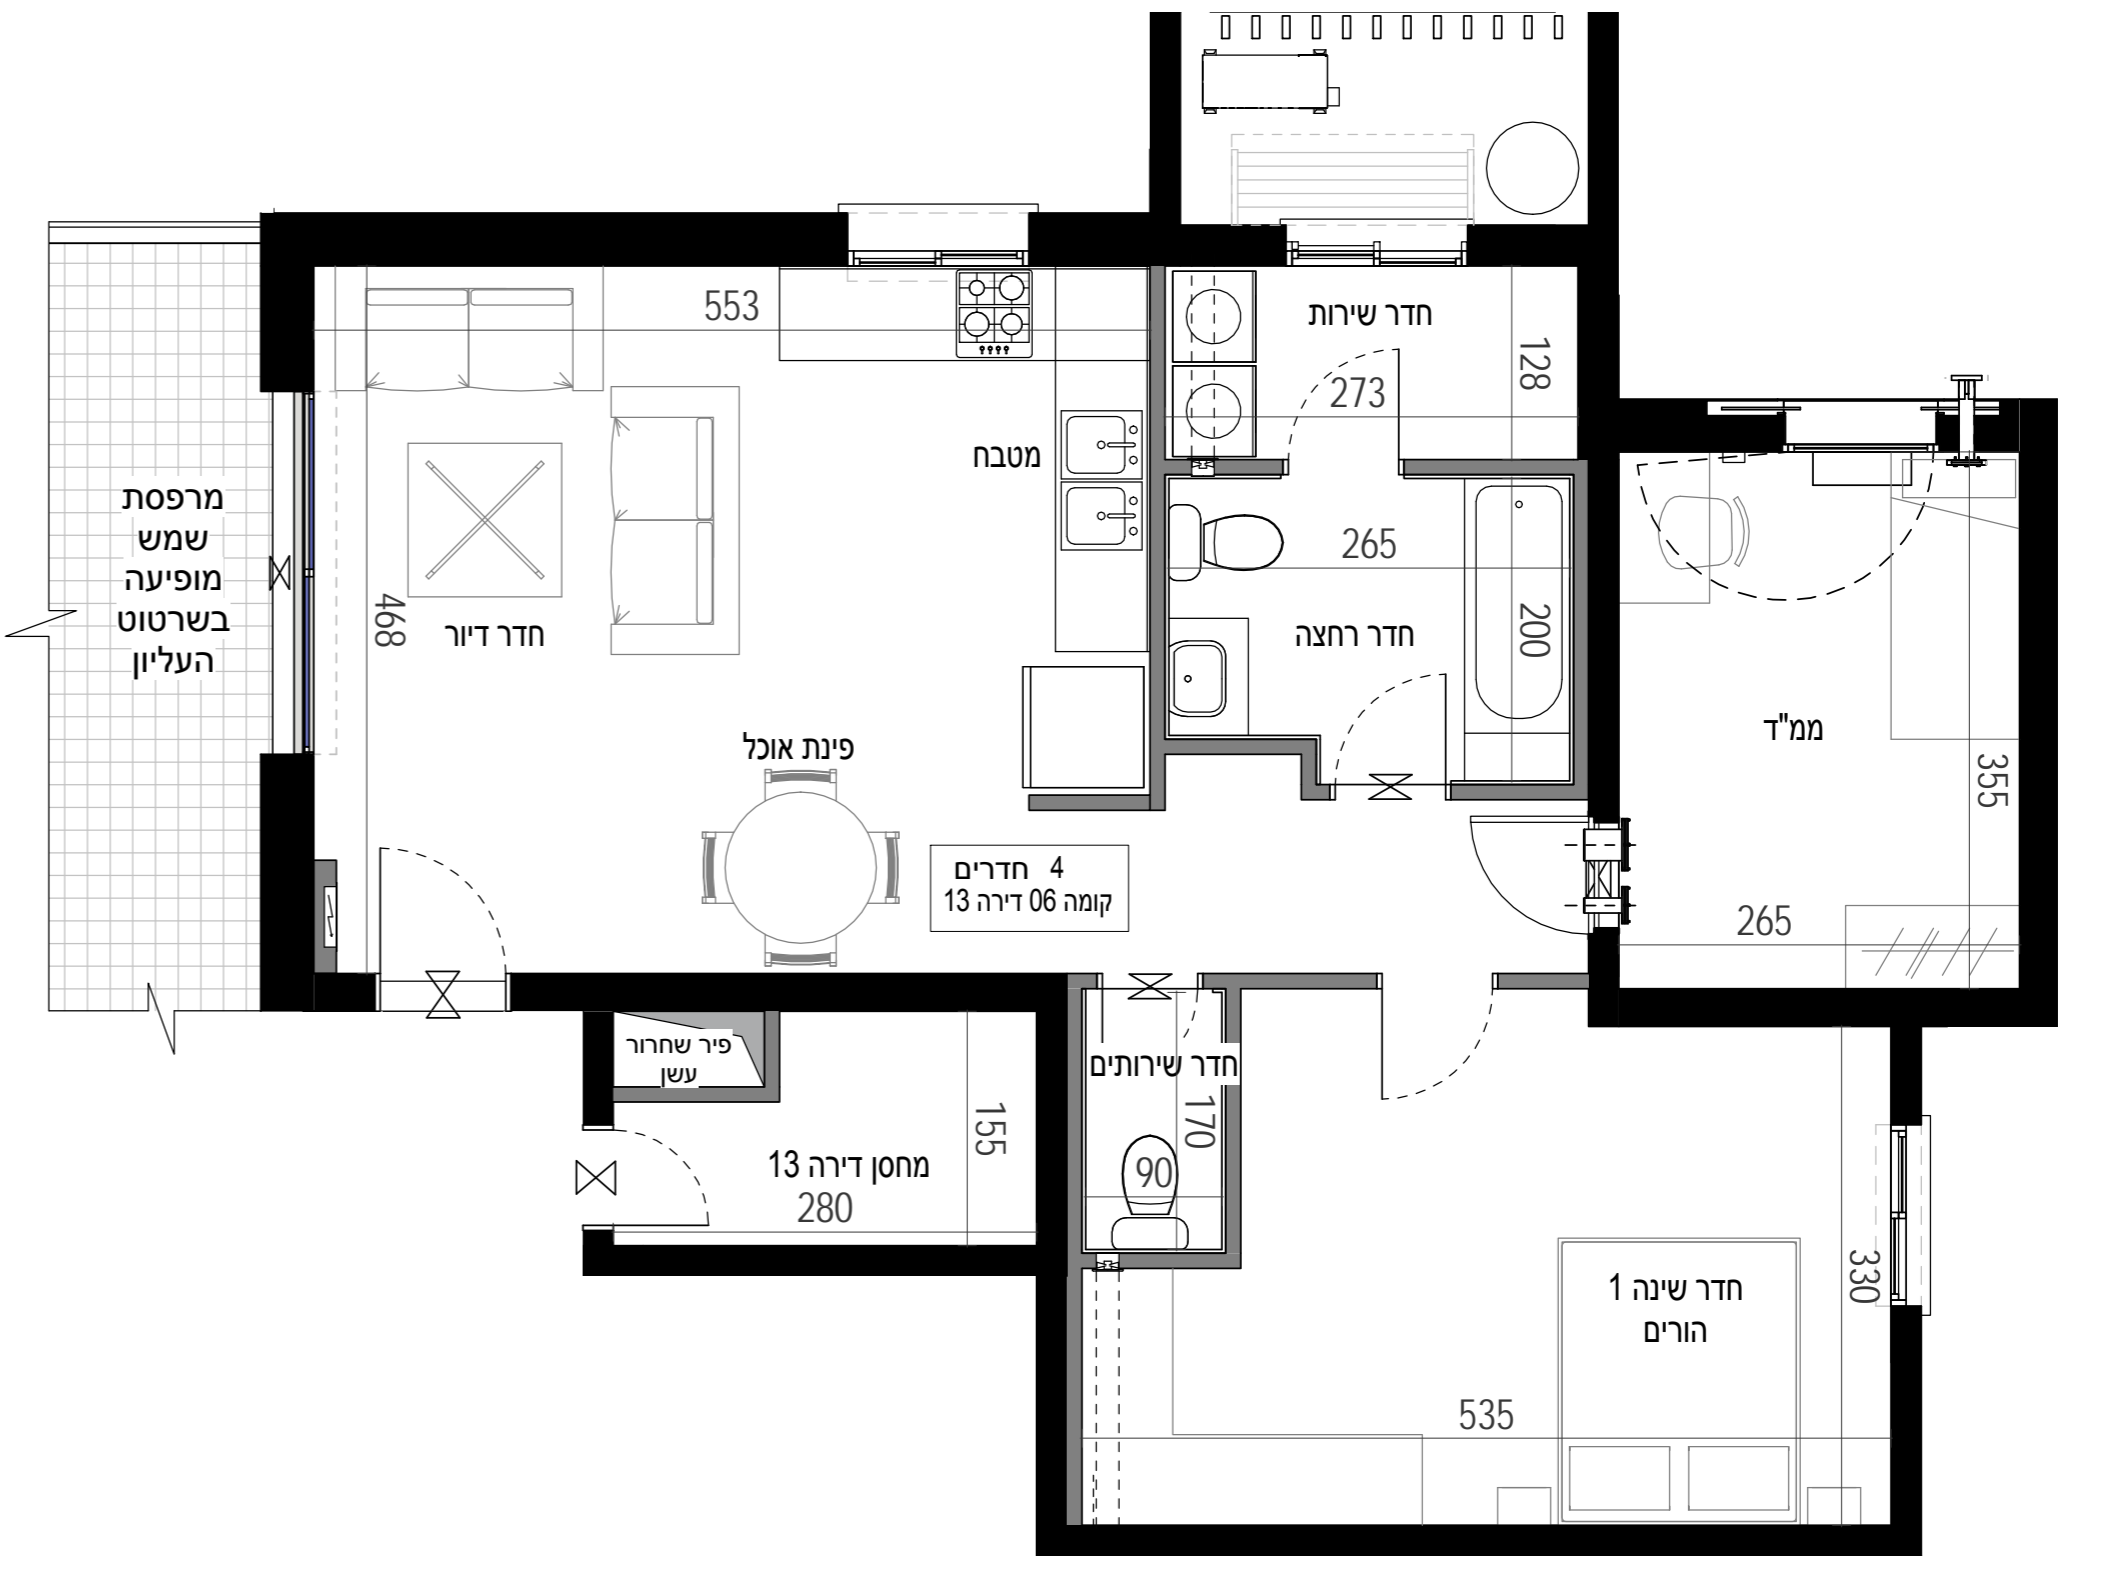 553
חדר שירות
128
273
מטבח
מרפסת
שמש
מופיעה
בשרטוט
העליון
468
חדר דיור
265
חדר רחצה
200
ממ"ד
355
265
פינת אוכל
4 חדרים
קומה 06 דירה 13
פיר שחרור
עשן
חדר שירותים
170
90
155
מחסן דירה 13
280
חדר שינה 1
הורים
330
535